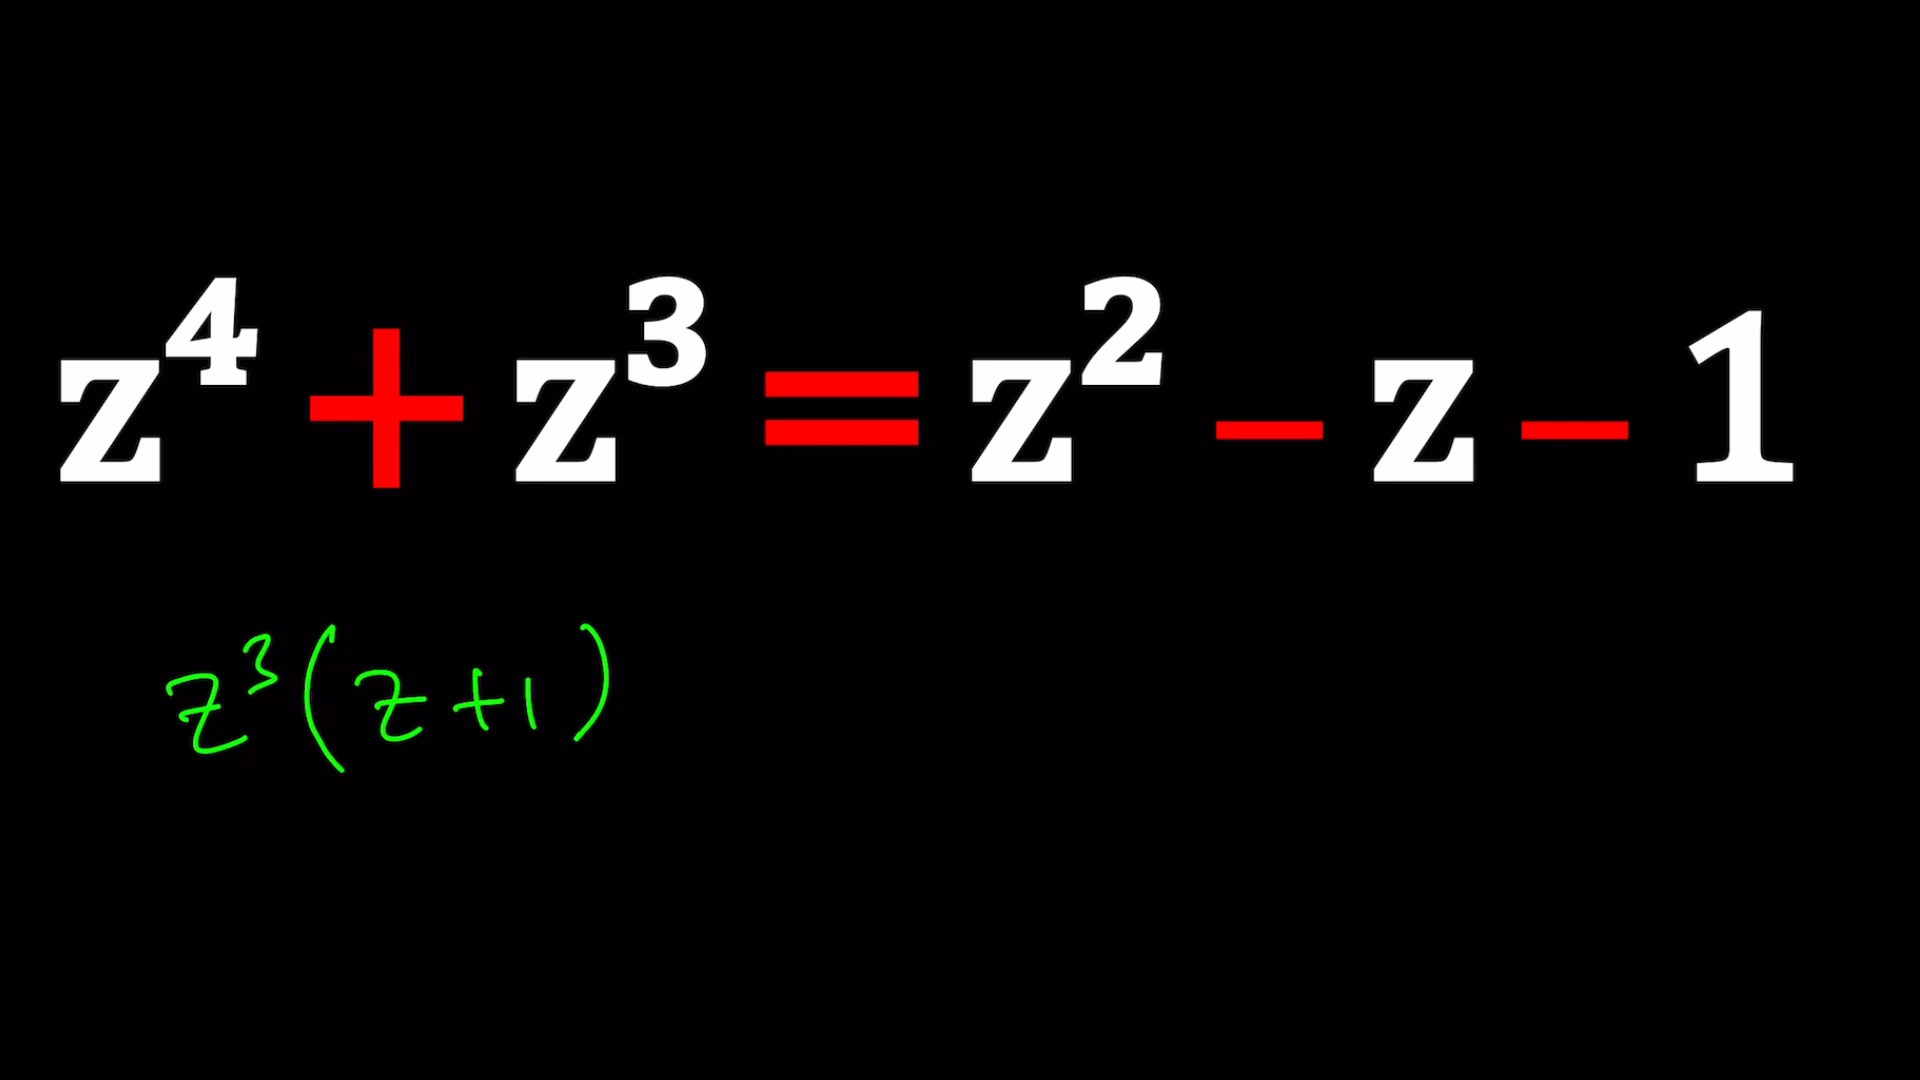 z⁴ + z³ = z² − z − 1
z³(z+1)